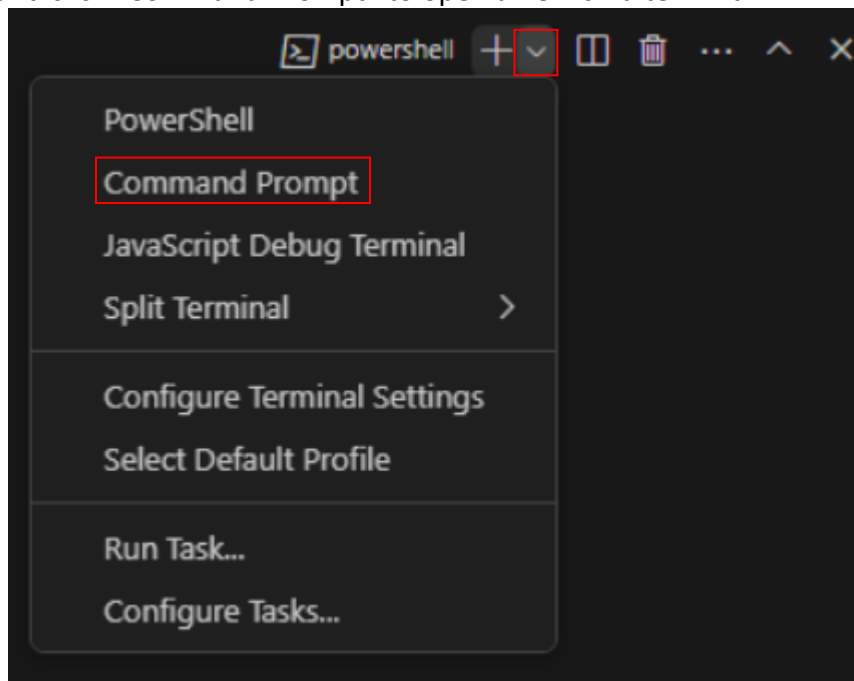 powershell
PowerShell
Command Prompt
JavaScript Debug Terminal
Split Terminal
Configure Terminal Settings
Select Default Profile
Run Task...
Configure Tasks...